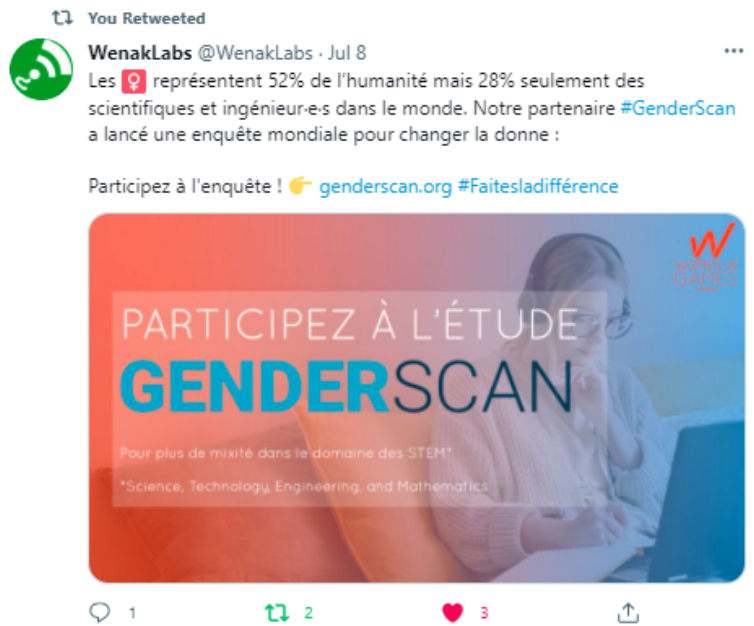 You Retweeted
WenakLabs @WenakLabs · Jul 8
Les ♀ représentent 52% de l'humanité mais 28% seulement des
scientifiques et ingénieur·e·s dans le monde. Notre partenaire #GenderScan
a lancé une enquête mondiale pour changer la donne :
Participez à l'enquête ! 👉 genderscan.org #Faitesladifférence
W
WOMEN IN
GAMES
PARTICIPEZ À L'ÉTUDE
GENDERSCAN
Pour plus de mixité dans le domaine des STEM*
*Science, Technology, Engineering, and Mathematics
1 2 3